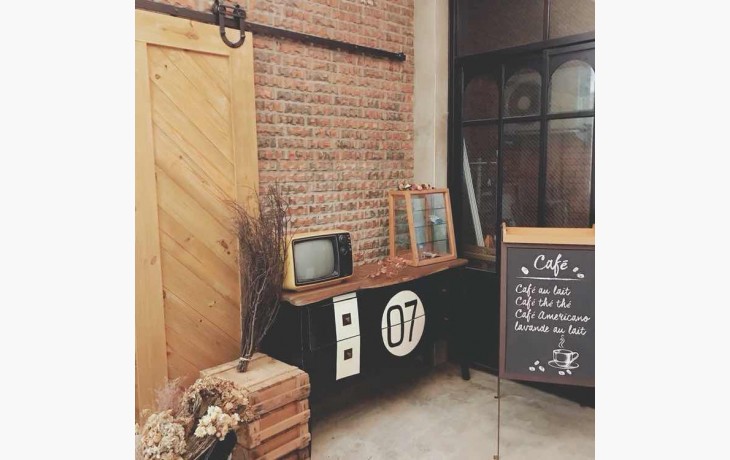 07
Café
Café au lait
Café thé thé
Café Americano
lavande au lait